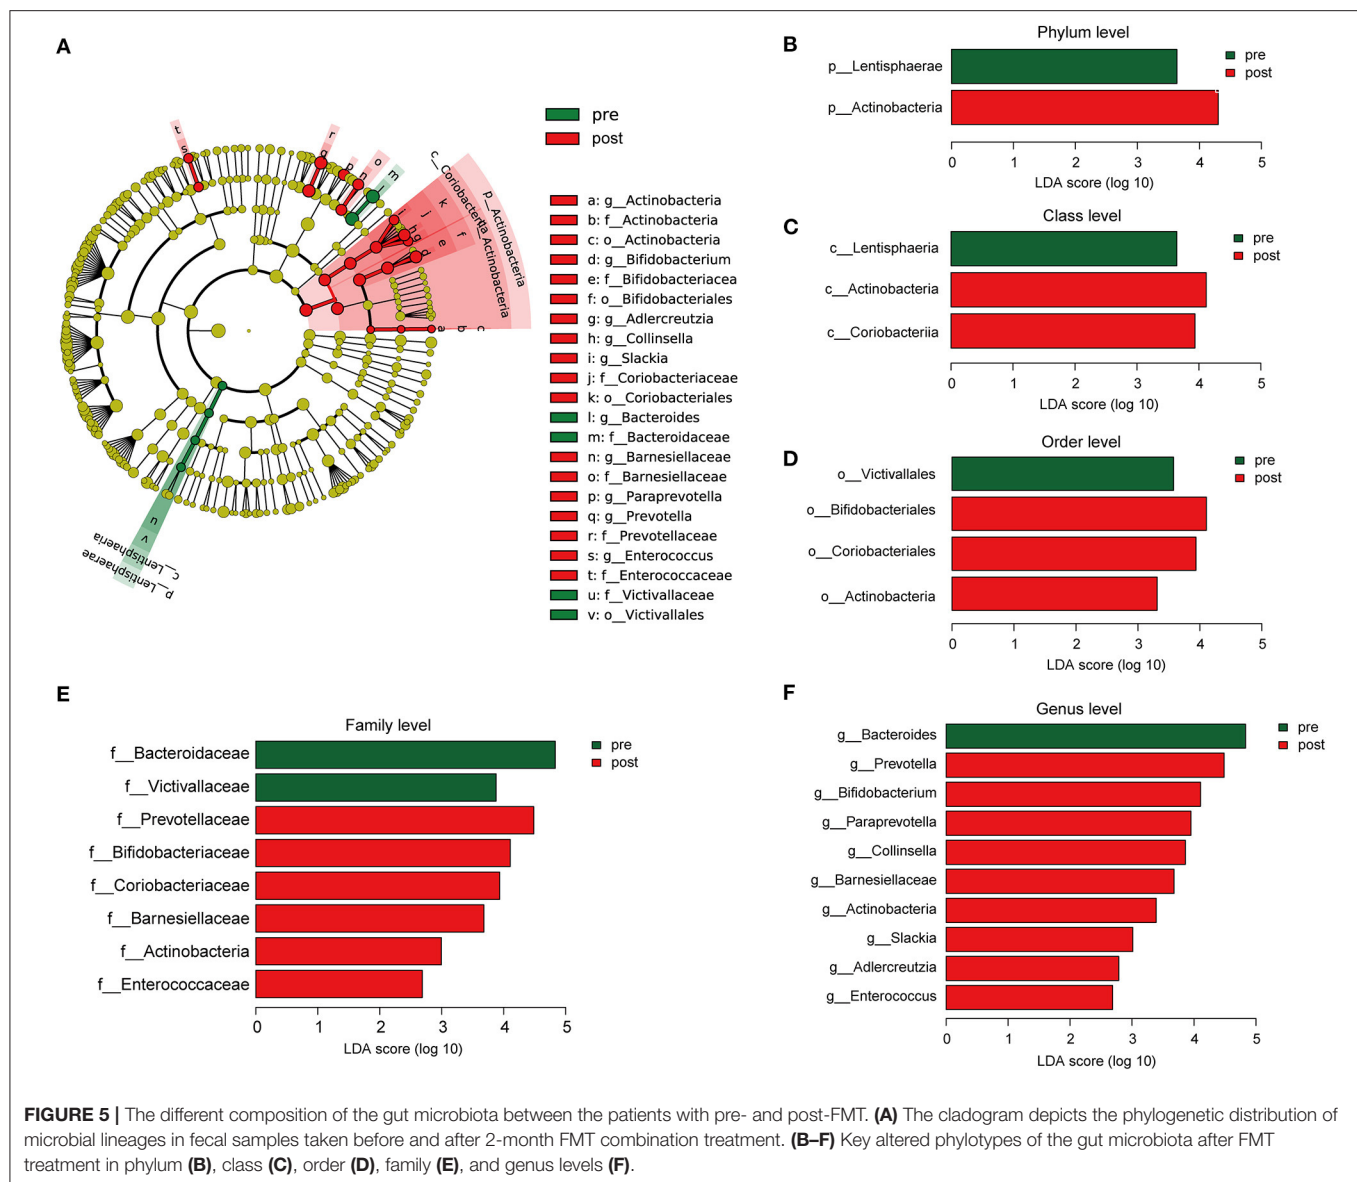 A
pre
post
t
s
r
q
p
n
o
l
m
c__Coriobacteriia
p__Actinobacteria
c__Actinobacteria
i
j
k
h
g
f
e
d
a
b
c
u
v
c__Lentisphaeria
p__Lentisphaerae
a: g__Actinobacteria
b: f__Actinobacteria
c: o__Actinobacteria
d: g__Bifidobacterium
e: f__Bifidobacteriacea
f: o__Bifidobacteriales
g: g__Adlercreutzia
h: g__Collinsella
i: g__Slackia
j: f__Coriobacteriaceae
k: o__Coriobacteriales
l: g__Bacteroides
m: f__Bacteroidaceae
n: g__Barnesiellaceae
o: f__Barnesiellaceae
p: g__Paraprevotella
q: g__Prevotella
r: f__Prevotellaceae
s: g__Enterococcus
t: f__Enterococcaceae
u: f__Victivallaceae
v: o__Victivallales
B
Phylum level
pre
post
p__Lentisphaerae
p__Actinobacteria
0 1 2 3 4 5
LDA score (log 10)
C
Class level
pre
post
c__Lentisphaeria
c__Actinobacteria
c__Coriobacteriia
0 1 2 3 4 5
LDA score (log 10)
D
Order level
pre
post
o__Victivallales
o__Bifidobacteriales
o__Coriobacteriales
o__Actinobacteria
0 1 2 3 4 5
LDA score (log 10)
E
Family level
pre
post
f__Bacteroidaceae
f__Victivallaceae
f__Prevotellaceae
f__Bifidobacteriaceae
f__Coriobacteriaceae
f__Barnesiellaceae
f__Actinobacteria
f__Enterococcaceae
0 1 2 3 4 5
LDA score (log 10)
F
Genus level
pre
post
g__Bacteroides
g__Prevotella
g__Bifidobacterium
g__Paraprevotella
g__Collinsella
g__Barnesiellaceae
g__Actinobacteria
g__Slackia
g__Adlercreutzia
g__Enterococcus
0 1 2 3 4 5
LDA score (log 10)
FIGURE 5 | The different composition of the gut microbiota between the patients with pre- and post-FMT. (A) The cladogram depicts the phylogenetic distribution of
microbial lineages in fecal samples taken before and after 2-month FMT combination treatment. (B–F) Key altered phylotypes of the gut microbiota after FMT
treatment in phylum (B), class (C), order (D), family (E), and genus levels (F).